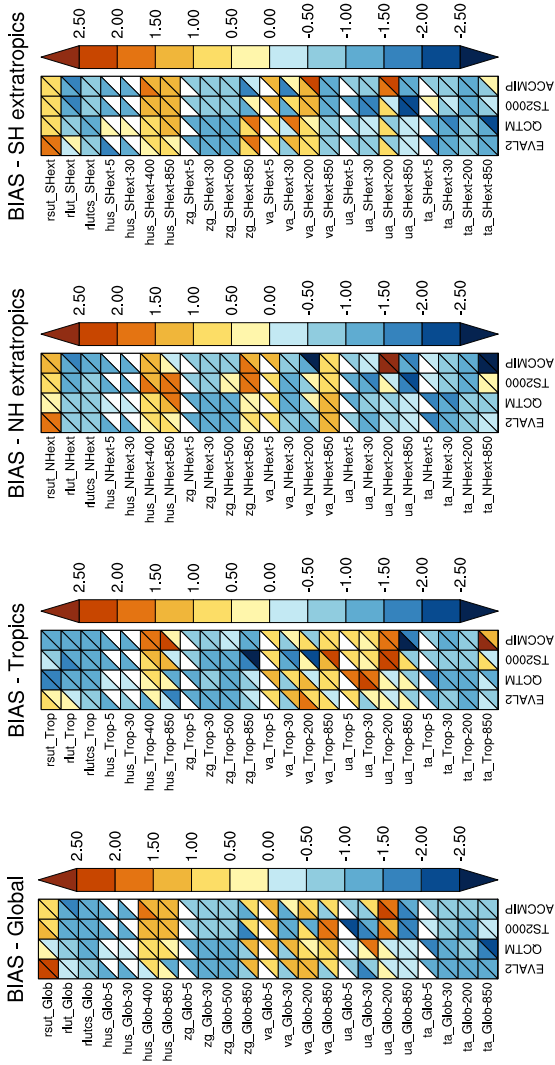 BIAS - Global
rsut_Glob
rlut_Glob
rlutcs_Glob
hus_Glob-5
hus_Glob-30
hus_Glob-400
hus_Glob-850
zg_Glob-5
zg_Glob-30
zg_Glob-500
zg_Glob-850
va_Glob-5
va_Glob-30
va_Glob-200
va_Glob-850
ua_Glob-5
ua_Glob-30
ua_Glob-200
ua_Glob-850
ta_Glob-5
ta_Glob-30
ta_Glob-200
ta_Glob-850
EVAL2
QCTM
TS2000
ACCMIP
2.50
2.00
1.50
1.00
0.50
0.00
-0.50
-1.00
-1.50
-2.00
-2.50
BIAS - Tropics
rsut_Trop
rlut_Trop
rlutcs_Trop
hus_Trop-5
hus_Trop-30
hus_Trop-400
hus_Trop-850
zg_Trop-5
zg_Trop-30
zg_Trop-500
zg_Trop-850
va_Trop-5
va_Trop-30
va_Trop-200
va_Trop-850
ua_Trop-5
ua_Trop-30
ua_Trop-200
ua_Trop-850
ta_Trop-5
ta_Trop-30
ta_Trop-200
ta_Trop-850
EVAL2
QCTM
TS2000
ACCMIP
2.50
2.00
1.50
1.00
0.50
0.00
-0.50
-1.00
-1.50
-2.00
-2.50
BIAS - NH extratropics
rsut_NHext
rlut_NHext
rlutcs_NHext
hus_NHext-5
hus_NHext-30
hus_NHext-400
hus_NHext-850
zg_NHext-5
zg_NHext-30
zg_NHext-500
zg_NHext-850
va_NHext-5
va_NHext-30
va_NHext-200
va_NHext-850
ua_NHext-5
ua_NHext-30
ua_NHext-200
ua_NHext-850
ta_NHext-5
ta_NHext-30
ta_NHext-200
ta_NHext-850
EVAL2
QCTM
TS2000
ACCMIP
2.50
2.00
1.50
1.00
0.50
0.00
-0.50
-1.00
-1.50
-2.00
-2.50
BIAS - SH extratropics
rsut_SHext
rlut_SHext
rlutcs_SHext
hus_SHext-5
hus_SHext-30
hus_SHext-400
hus_SHext-850
zg_SHext-5
zg_SHext-30
zg_SHext-500
zg_SHext-850
va_SHext-5
va_SHext-30
va_SHext-200
va_SHext-850
ua_SHext-5
ua_SHext-30
ua_SHext-200
ua_SHext-850
ta_SHext-5
ta_SHext-30
ta_SHext-200
ta_SHext-850
EVAL2
QCTM
TS2000
ACCMIP
2.50
2.00
1.50
1.00
0.50
0.00
-0.50
-1.00
-1.50
-2.00
-2.50